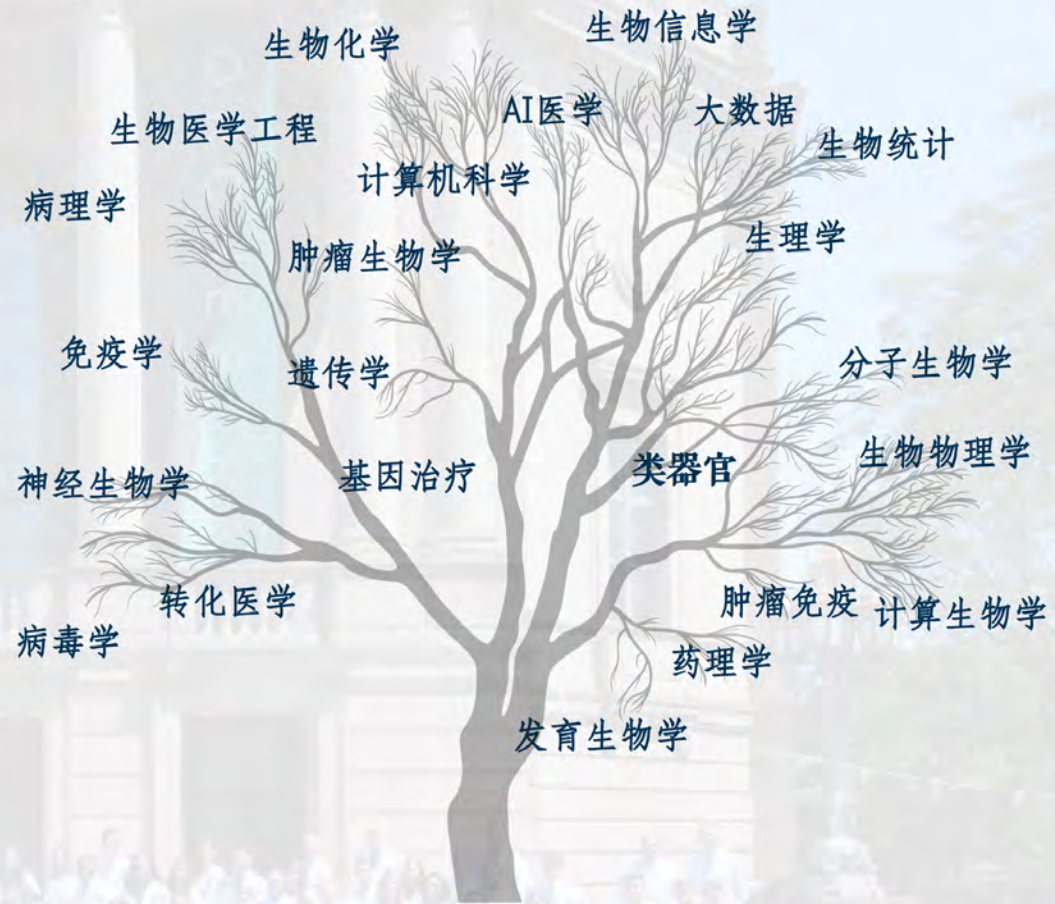 生物化学
生物信息学
AI医学
大数据
生物医学工程
生物统计
计算机科学
病理学
生理学
肿瘤生物学
免疫学
遗传学
分子生物学
生物物理学
神经生物学
基因治疗
类器官
转化医学
肿瘤免疫
计算生物学
病毒学
药理学
发育生物学